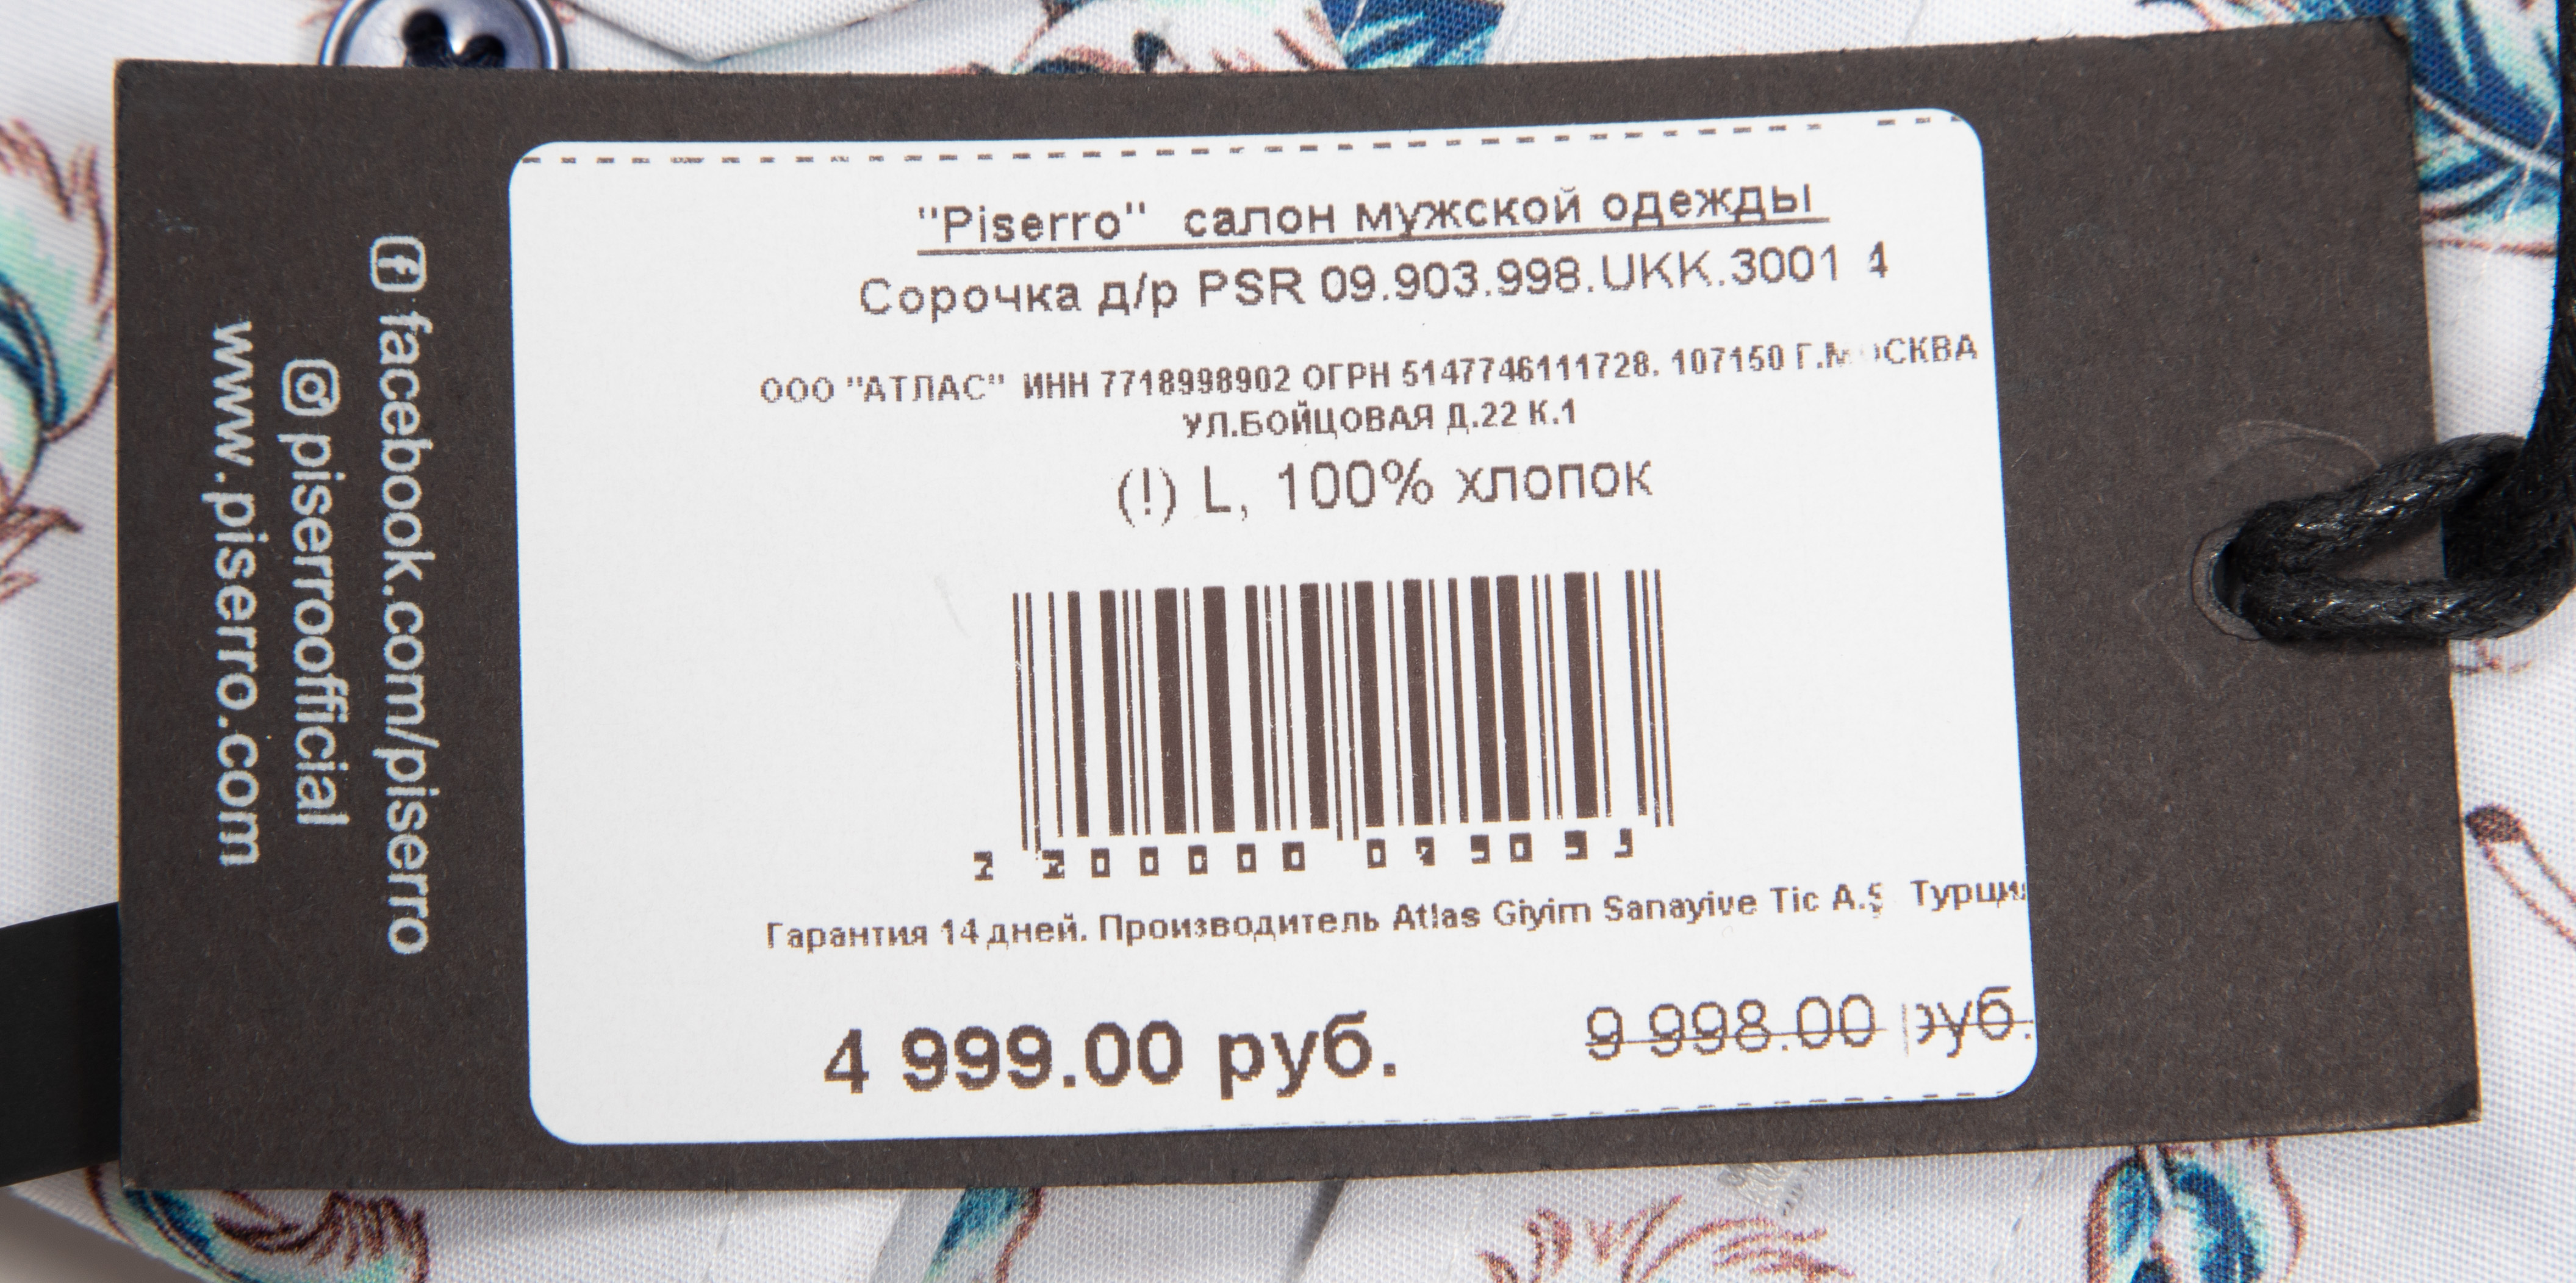 "Piserro" салон мужской одежды
Сорочка д/р PSR 09.903.998.UKK.3001 4
ООО "АТЛАС" ИНН 7718998902 ОГРН 5147746111728. 107150 Г.МОСКВА
УЛ.БОЙЦОВАЯ Д.22 К.1
(!) L, 100% хлопок
Гарантия 14 дней. Производитель Atlas Giyim Sanayive Tic A.Ş Турция
4 999.00 руб.
9 998.00 руб.
facebook.com/piserro
piserroofficial
www.piserro.com